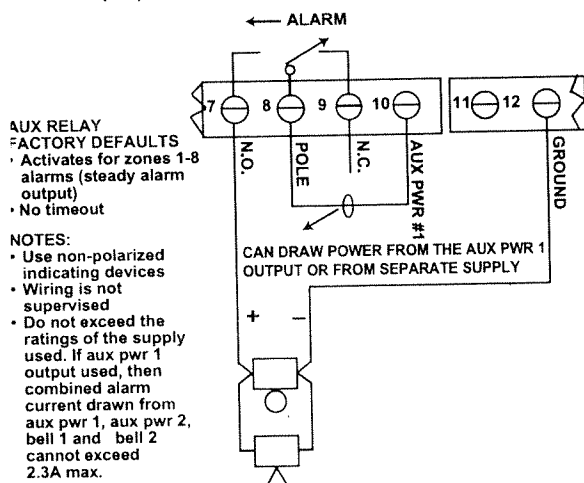 ALARM
7 8 9 10 11 12
AUX RELAY
FACTORY DEFAULTS
• Activates for zones 1-8
alarms (steady alarm
output)
• No timeout
N.O.
POLE
N.C.
AUX PWR #1
GROUND
NOTES:
• Use non-polarized
indicating devices
• Wiring is not
supervised
• Do not exceed the
ratings of the supply
used. If aux pwr 1
output used, then
combined alarm
current drawn from
aux pwr 1, aux pwr 2,
bell 1 and bell 2
cannot exceed
2.3A max.
CAN DRAW POWER FROM THE AUX PWR 1
OUTPUT OR FROM SEPARATE SUPPLY
+ −